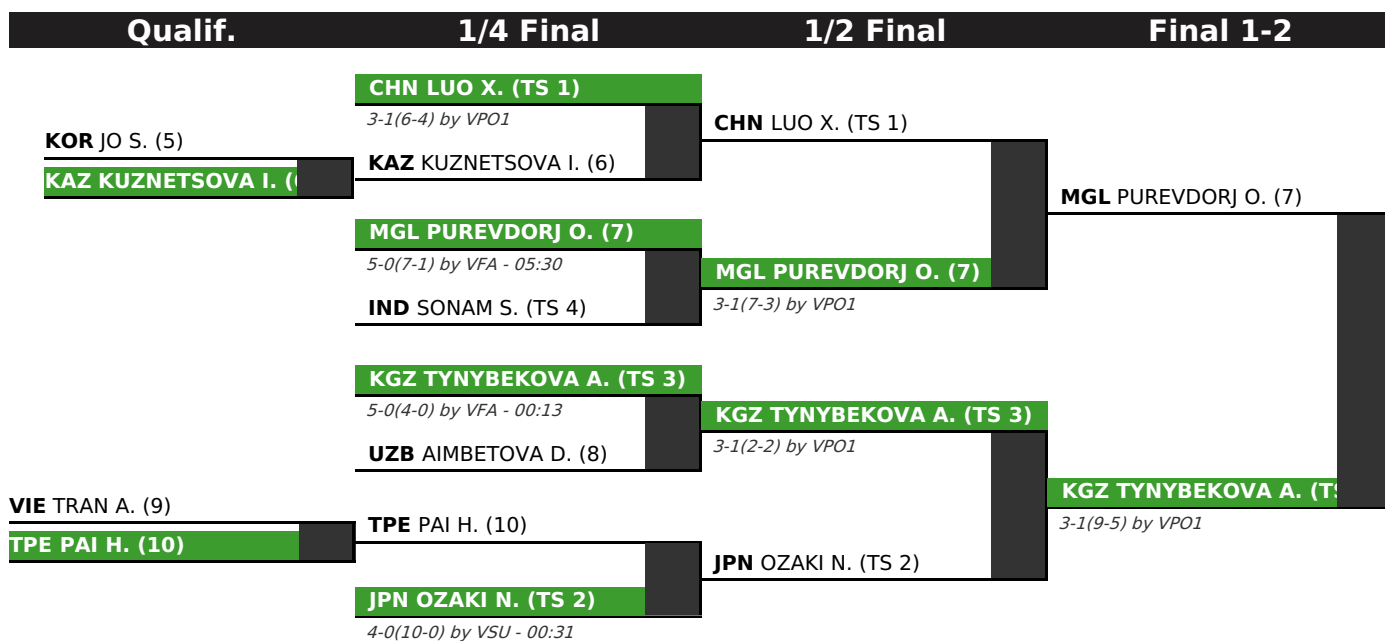 Qualif.
1/4 Final
1/2 Final
Final 1-2
KOR JO S. (5)
KAZ KUZNETSOVA I. (
VIE TRAN A. (9)
TPE PAI H. (10)
CHN LUO X. (TS 1)
3-1(6-4) by VPO1
KAZ KUZNETSOVA I. (6)
MGL PUREVDORJ O. (7)
5-0(7-1) by VFA - 05:30
IND SONAM S. (TS 4)
KGZ TYNYBEKOVA A. (TS 3)
5-0(4-0) by VFA - 00:13
UZB AIMBETOVA D. (8)
TPE PAI H. (10)
JPN OZAKI N. (TS 2)
4-0(10-0) by VSU - 00:31
CHN LUO X. (TS 1)
MGL PUREVDORJ O. (7)
3-1(7-3) by VPO1
KGZ TYNYBEKOVA A. (TS 3)
3-1(2-2) by VPO1
JPN OZAKI N. (TS 2)
MGL PUREVDORJ O. (7)
KGZ TYNYBEKOVA A. (TS
3-1(9-5) by VPO1